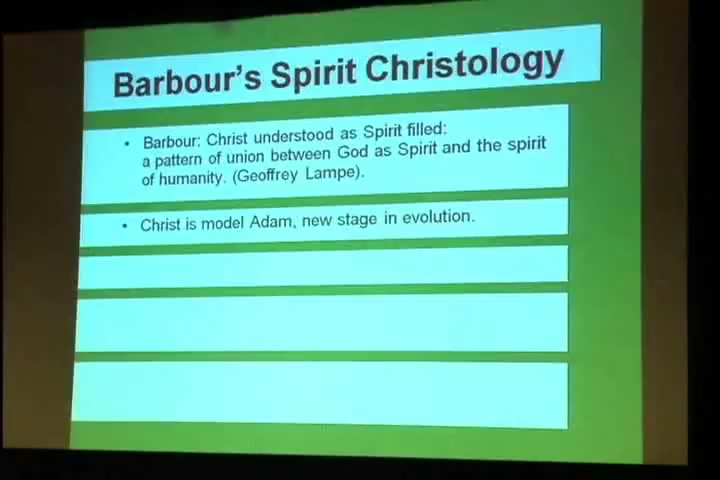 Barbour's Spirit Christology
• Barbour: Christ understood as Spirit filled:
a pattern of union between God as Spirit and the spirit
of humanity. (Geoffrey Lampe).
• Christ is model Adam, new stage in evolution.